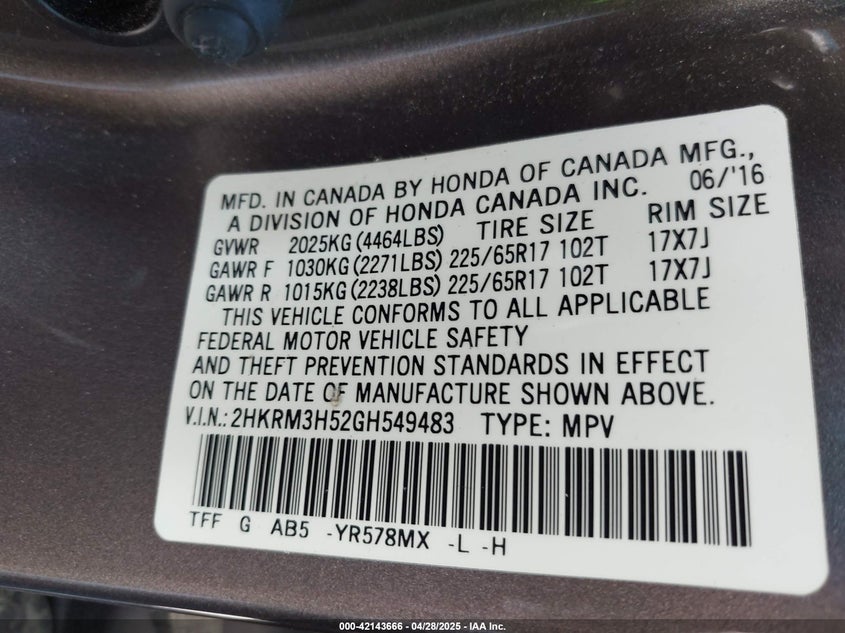 MFD. IN CANADA BY HONDA OF CANADA MFG.,
A DIVISION OF HONDA CANADA INC. 06/'16
GVWR 2025KG (4464LBS) TIRE SIZE RIM SIZE
GAWR F 1030KG (2271LBS) 225/65R17 102T 17X7J
GAWR R 1015KG (2238LBS) 225/65R17 102T 17X7J
THIS VEHICLE CONFORMS TO ALL APPLICABLE
FEDERAL MOTOR VEHICLE SAFETY
AND THEFT PREVENTION STANDARDS IN EFFECT
ON THE DATE OF MANUFACTURE SHOWN ABOVE.
V.I.N.: 2HKRM3H52GH549483 TYPE: MPV
TFF G AB5 -YR578MX -L -H
000-42143666 - 04/28/2025 - IAA Inc.